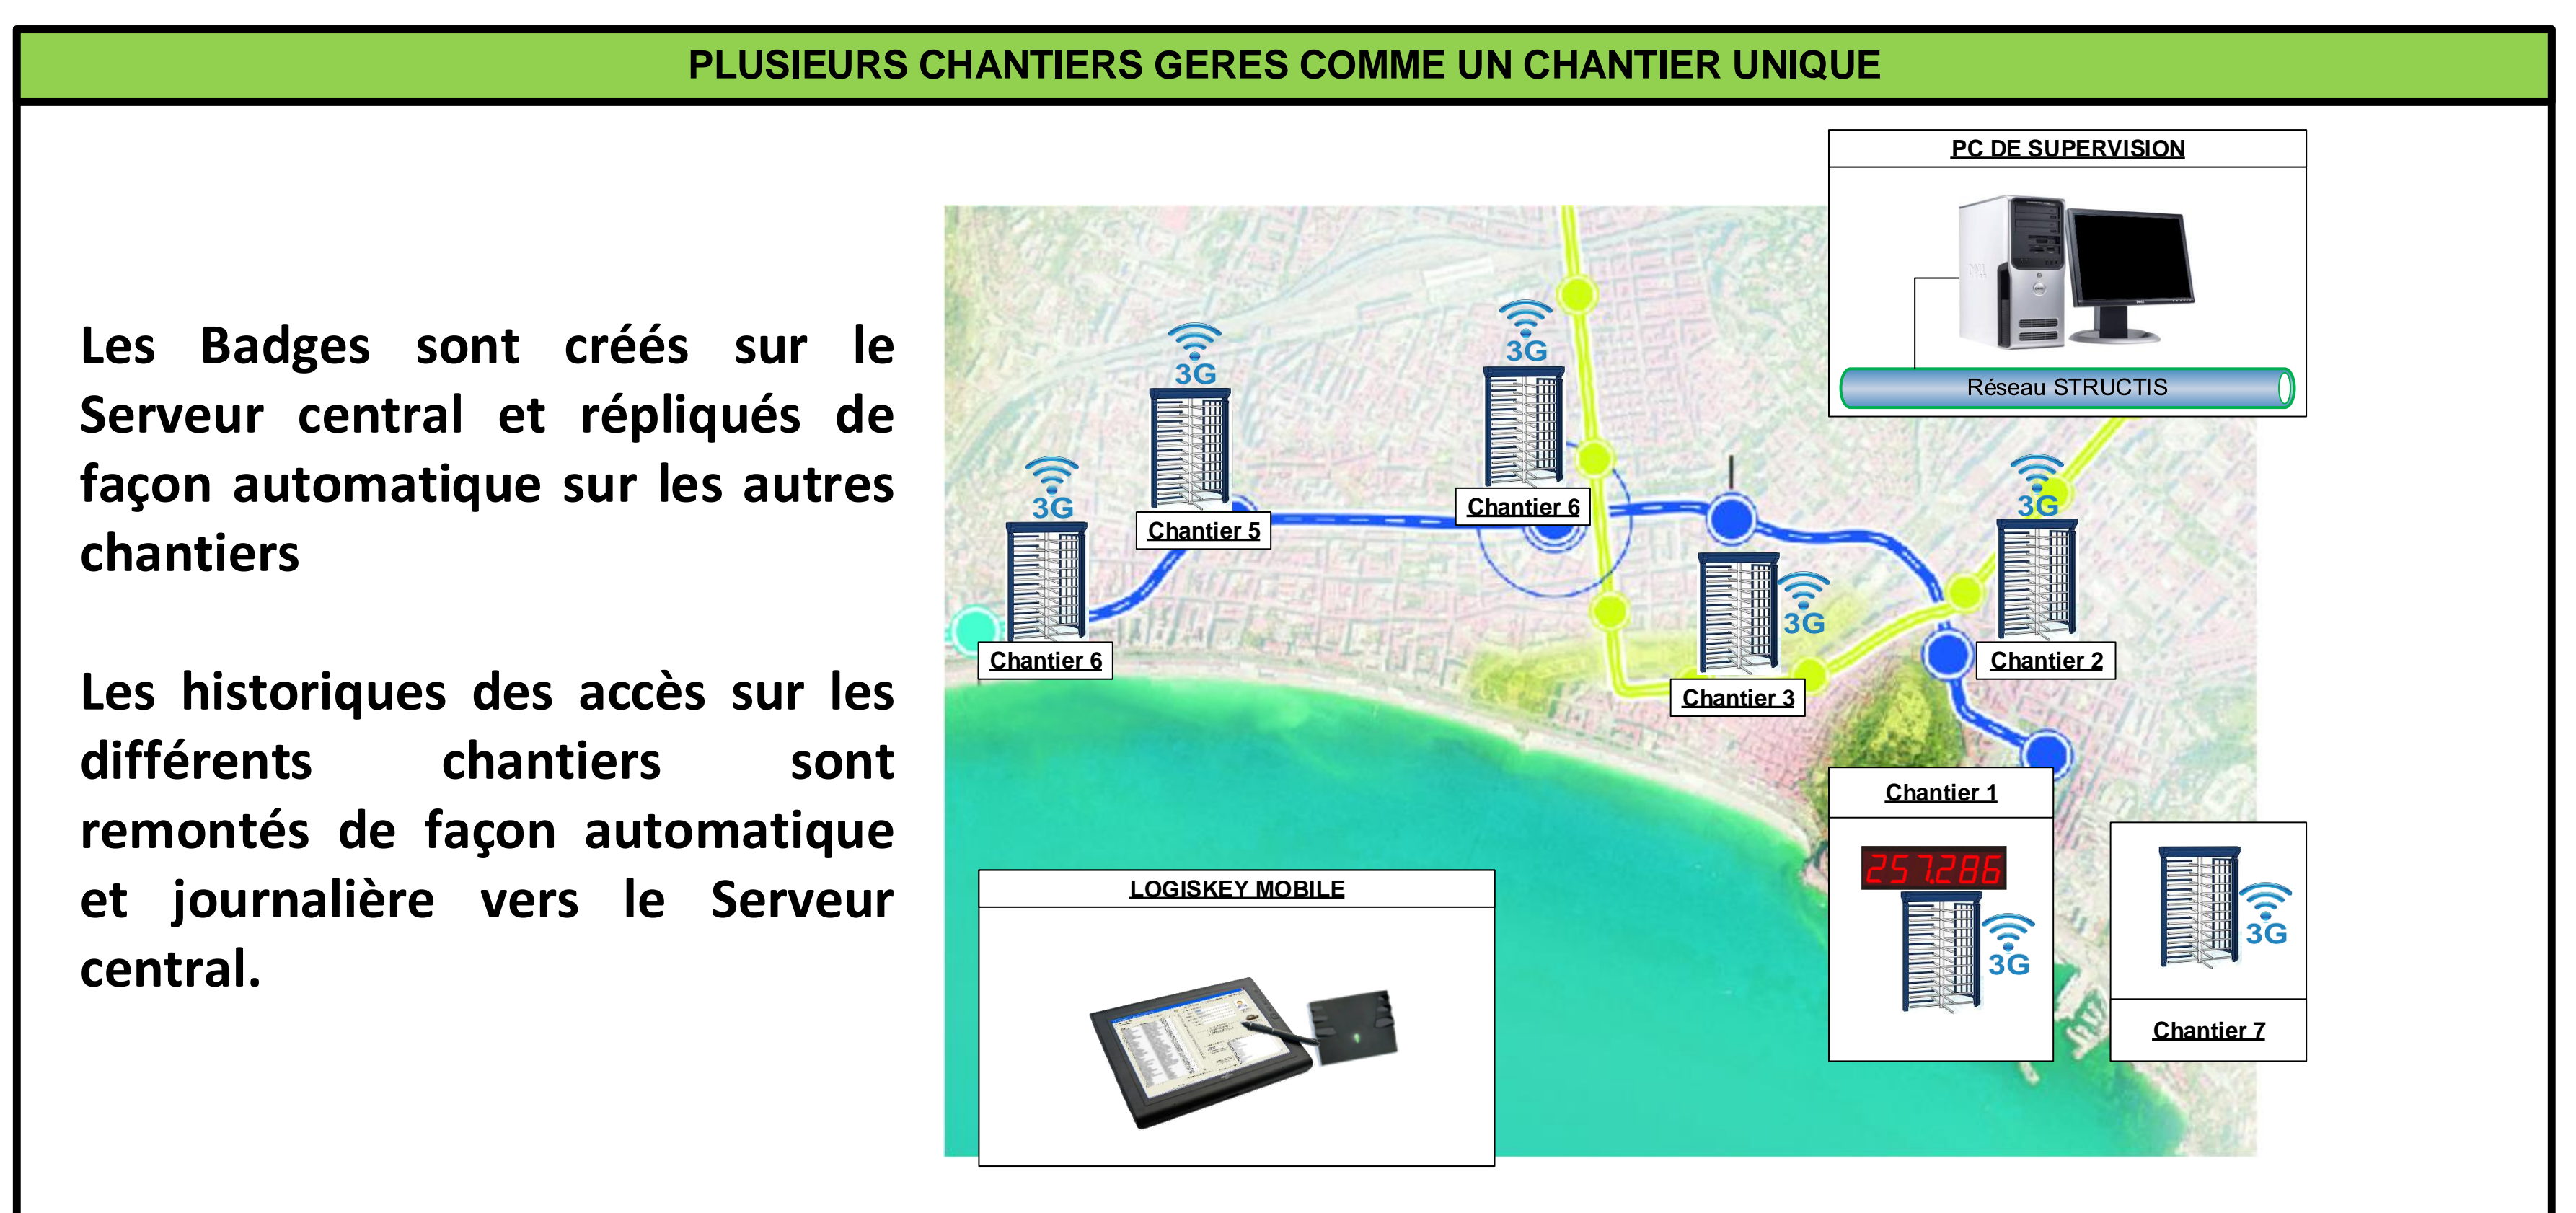 PLUSIEURS CHANTIERS GERES COMME UN CHANTIER UNIQUE
Les Badges sont créés sur le
Serveur central et répliqués de
façon automatique sur les autres
chantiers
Les historiques des accès sur les
différents chantiers sont
remontés de façon automatique
et journalière vers le Serveur
central.
PC DE SUPERVISION
DELL
Réseau STRUCTIS
3G
Chantier 6
3G
Chantier 5
3G
Chantier 6
3G
Chantier 3
3G
Chantier 2
Chantier 1
257.286
3G
3G
Chantier 7
LOGISKEY MOBILE